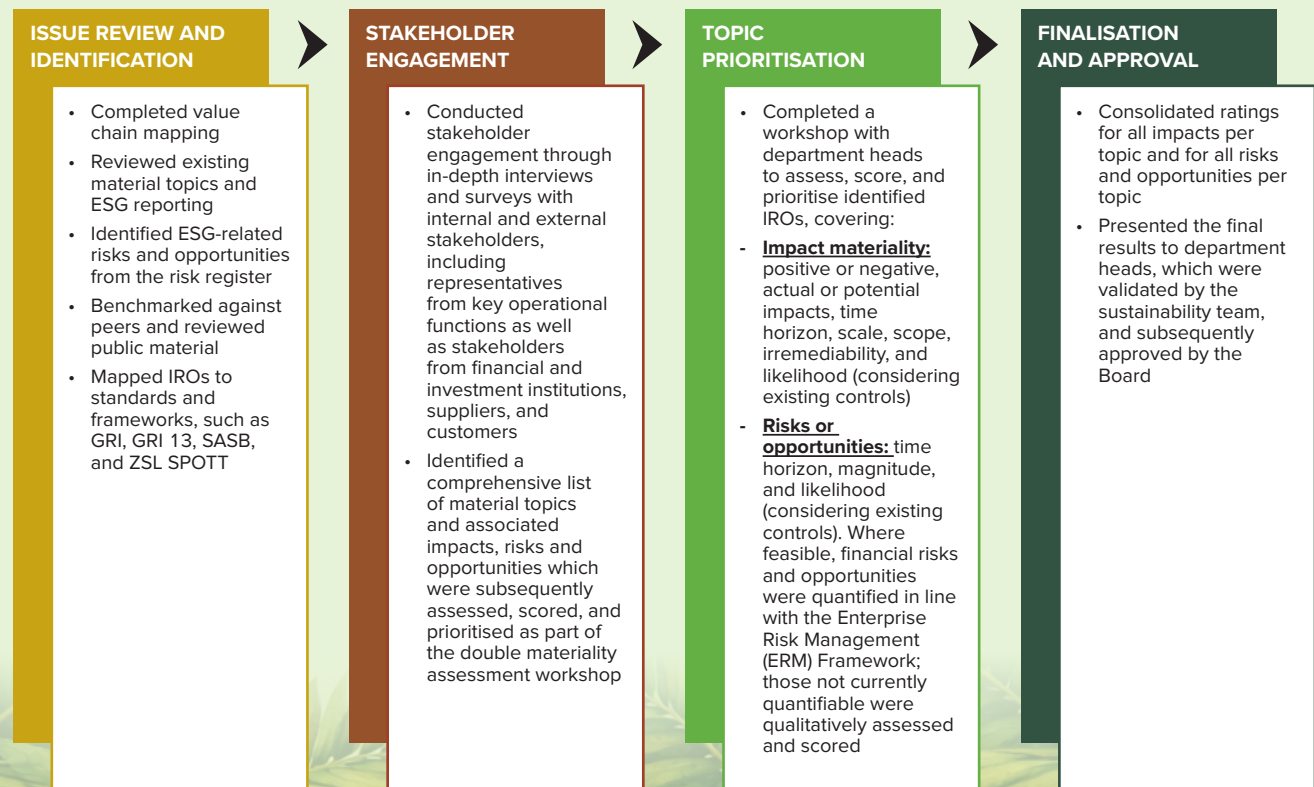 ISSUE REVIEW AND
IDENTIFICATION
• Completed value
chain mapping
• Reviewed existing
material topics and
ESG reporting
• Identified ESG-related
risks and opportunities
from the risk register
• Benchmarked against
peers and reviewed
public material
• Mapped IROs to
standards and
frameworks, such as
GRI, GRI 13, SASB,
and ZSL SPOTT
STAKEHOLDER
ENGAGEMENT
• Conducted
stakeholder
engagement through
in-depth interviews
and surveys with
internal and external
stakeholders,
including
representatives
from key operational
functions as well
as stakeholders
from financial and
investment institutions,
suppliers, and
customers
• Identified a
comprehensive list
of material topics
and associated
impacts, risks and
opportunities which
were subsequently
assessed, scored, and
prioritised as part of
the double materiality
assessment workshop
TOPIC
PRIORITISATION
• Completed a
workshop with
department heads
to assess, score, and
prioritise identified
IROs, covering:
- Impact materiality:
positive or negative,
actual or potential
impacts, time
horizon, scale, scope,
irremediability, and
likelihood (considering
existing controls)
- Risks or
opportunities: time
horizon, magnitude,
and likelihood
(considering existing
controls). Where
feasible, financial risks
and opportunities
were quantified in line
with the Enterprise
Risk Management
(ERM) Framework;
those not currently
quantifiable were
qualitatively assessed
and scored
FINALISATION
AND APPROVAL
• Consolidated ratings
for all impacts per
topic and for all risks
and opportunities per
topic
• Presented the final
results to department
heads, which were
validated by the
sustainability team,
and subsequently
approved by the
Board